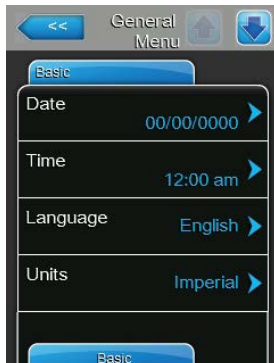 <<
General
Menu
Basic
Date
00/00/0000
Time
12:00 am
Language
English
Units
Imperial
Basic